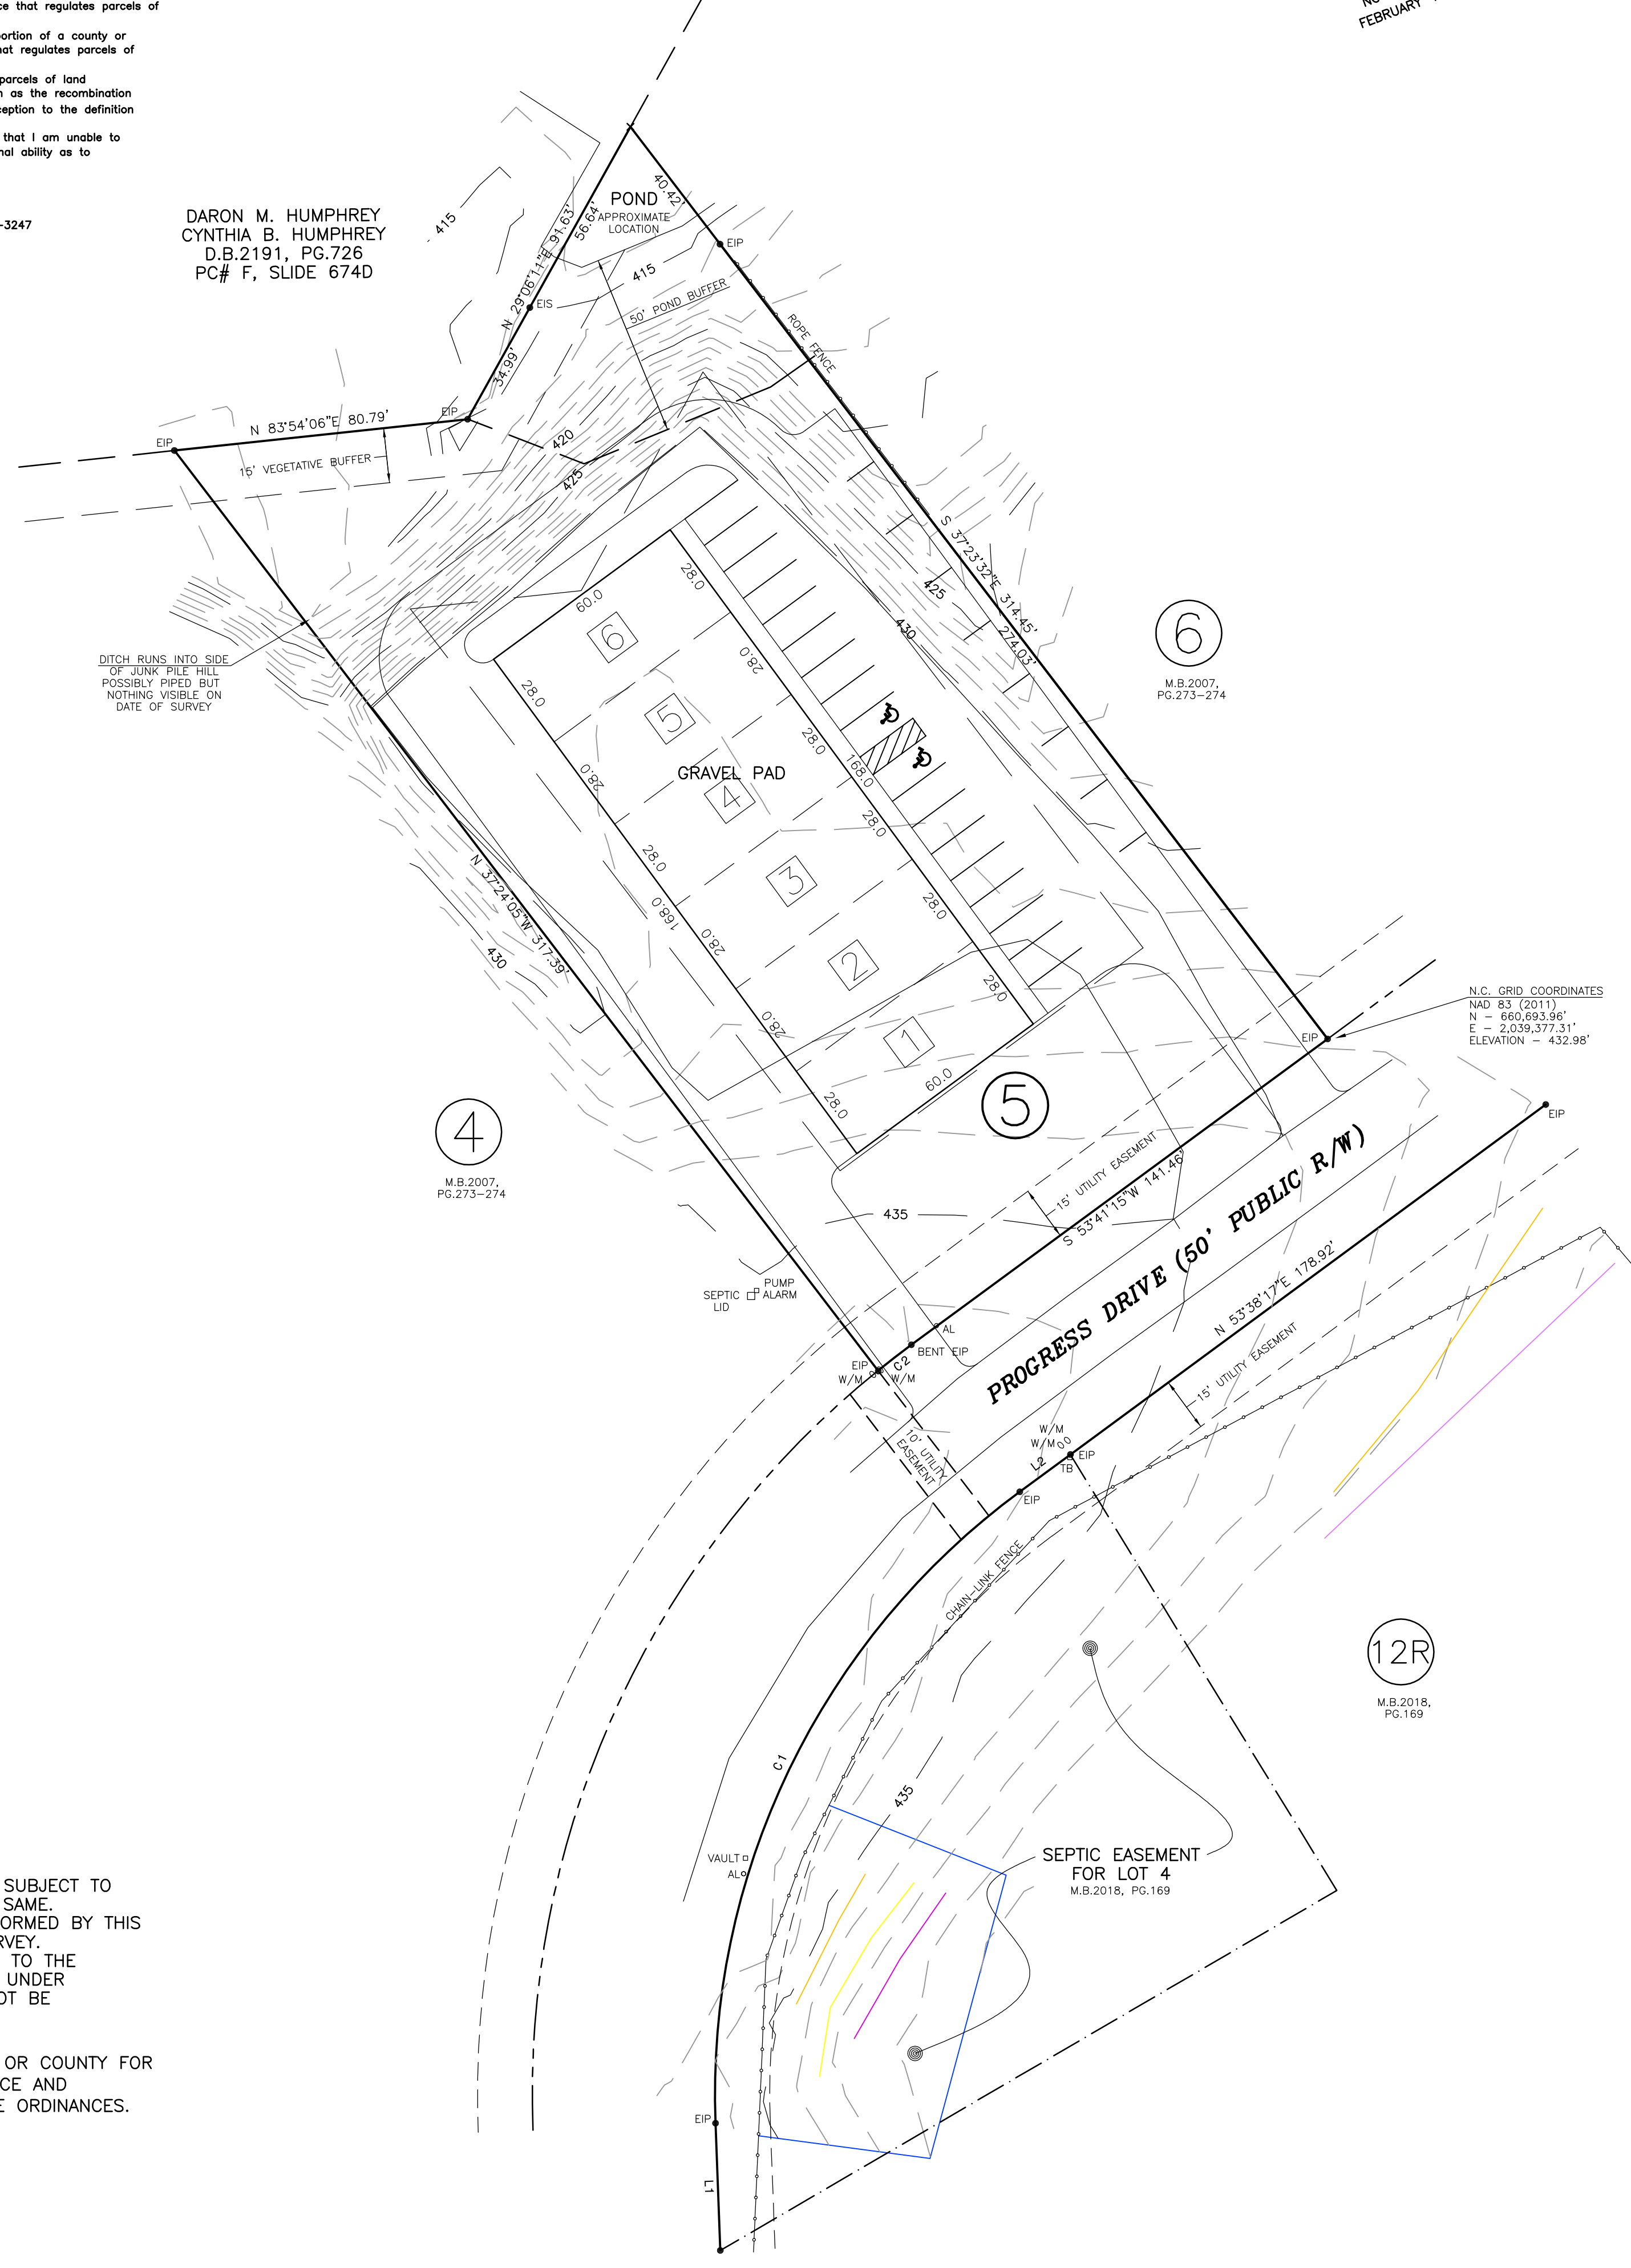 ce that regulates parcels of
ortion of a county or
hat regulates parcels of
parcels of land
h as the recombination
ception to the definition
that I am unable to
nal ability as to
-3247
FEBRUARY
DARON M. HUMPHREY
CYNTHIA B. HUMPHREY
D.B.2191, PG.726
PC# F, SLIDE 674D
415
POND
APPROXIMATE
LOCATION
40.42'
EIP
N 29°06'11"E 91.63'
56.64'
EIS
415
50' POND BUFFER
ROPE FENCE
34.99'
EIP
N 83°54'06"E 80.79'
EIP
15' VEGETATIVE BUFFER
420
425
S 37°23'32"E 314.45'
274.03'
425
430
6
M.B.2007,
PG.273-274
DITCH RUNS INTO SIDE
OF JUNK PILE HILL
POSSIBLY PIPED BUT
NOTHING VISIBLE ON
DATE OF SURVEY
60.0
28.0
6
28.0
28.0
5
28.0
28.0
GRAVEL PAD
168.0
4
28.0
28.0
3
168.0
28.0
28.0
2
28.0
28.0
1
60.0
28.0
N 37°24'05"W 317.39'
430
N.C. GRID COORDINATES
NAD 83 (2011)
N - 660,693.96'
E - 2,039,377.31'
ELEVATION - 432.98'
EIP
5
EIP
4
M.B.2007,
PG.273-274
15' UTILITY EASEMENT
S 53°41'15"W 141.46'
435
PROGRESS DRIVE (50' PUBLIC R/W)
N 53°38'17"E 178.92'
15' UTILITY EASEMENT
SEPTIC
LID
PUMP
ALARM
AL
BENT EIP
C2
EIP
W/M
W/M
10' UTILITY
EASEMENT
W/M
W/M
L2
EIP
TB
EIP
CHAIN-LINK FENCE
12R
M.B.2018,
PG.169
C1
435
VAULT
AL
SEPTIC EASEMENT
FOR LOT 4
M.B.2018, PG.169
SUBJECT TO
SAME.
ORMED BY THIS
RVEY.
TO THE
UNDER
OT BE
OR COUNTY FOR
CE AND
E ORDINANCES.
EIP
L1